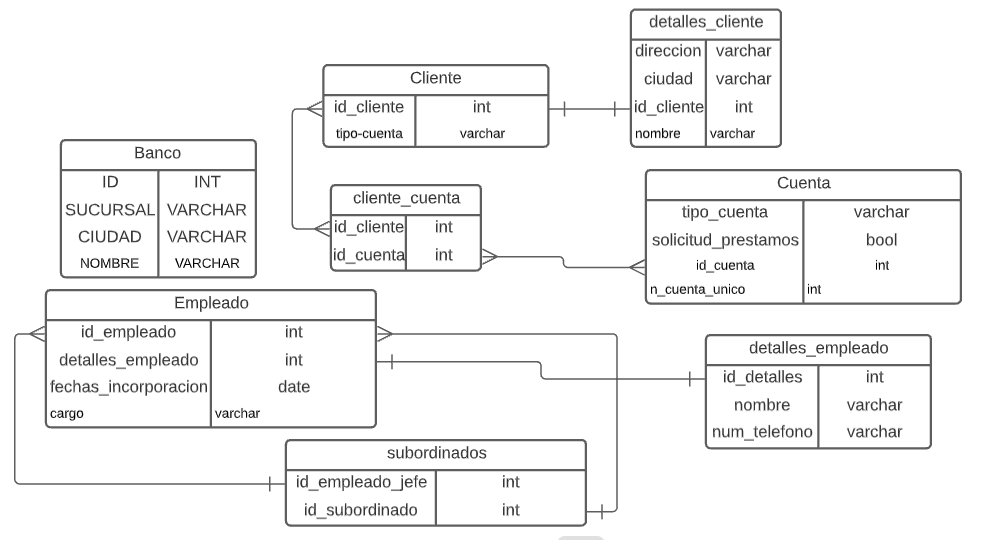 detalles_cliente
direccion varchar
ciudad varchar
id_cliente int
nombre varchar
Cliente
id_cliente int
tipo-cuenta varchar
Banco
ID INT
SUCURSAL VARCHAR
CIUDAD VARCHAR
NOMBRE VARCHAR
cliente_cuenta
id_cliente int
id_cuenta int
Cuenta
tipo_cuenta varchar
solicitud_prestamos bool
id_cuenta int
n_cuenta_unico int
Empleado
id_empleado int
detalles_empleado int
fechas_incorporacion date
cargo varchar
detalles_empleado
id_detalles int
nombre varchar
num_telefono varchar
subordinados
id_empleado_jefe int
id_subordinado int